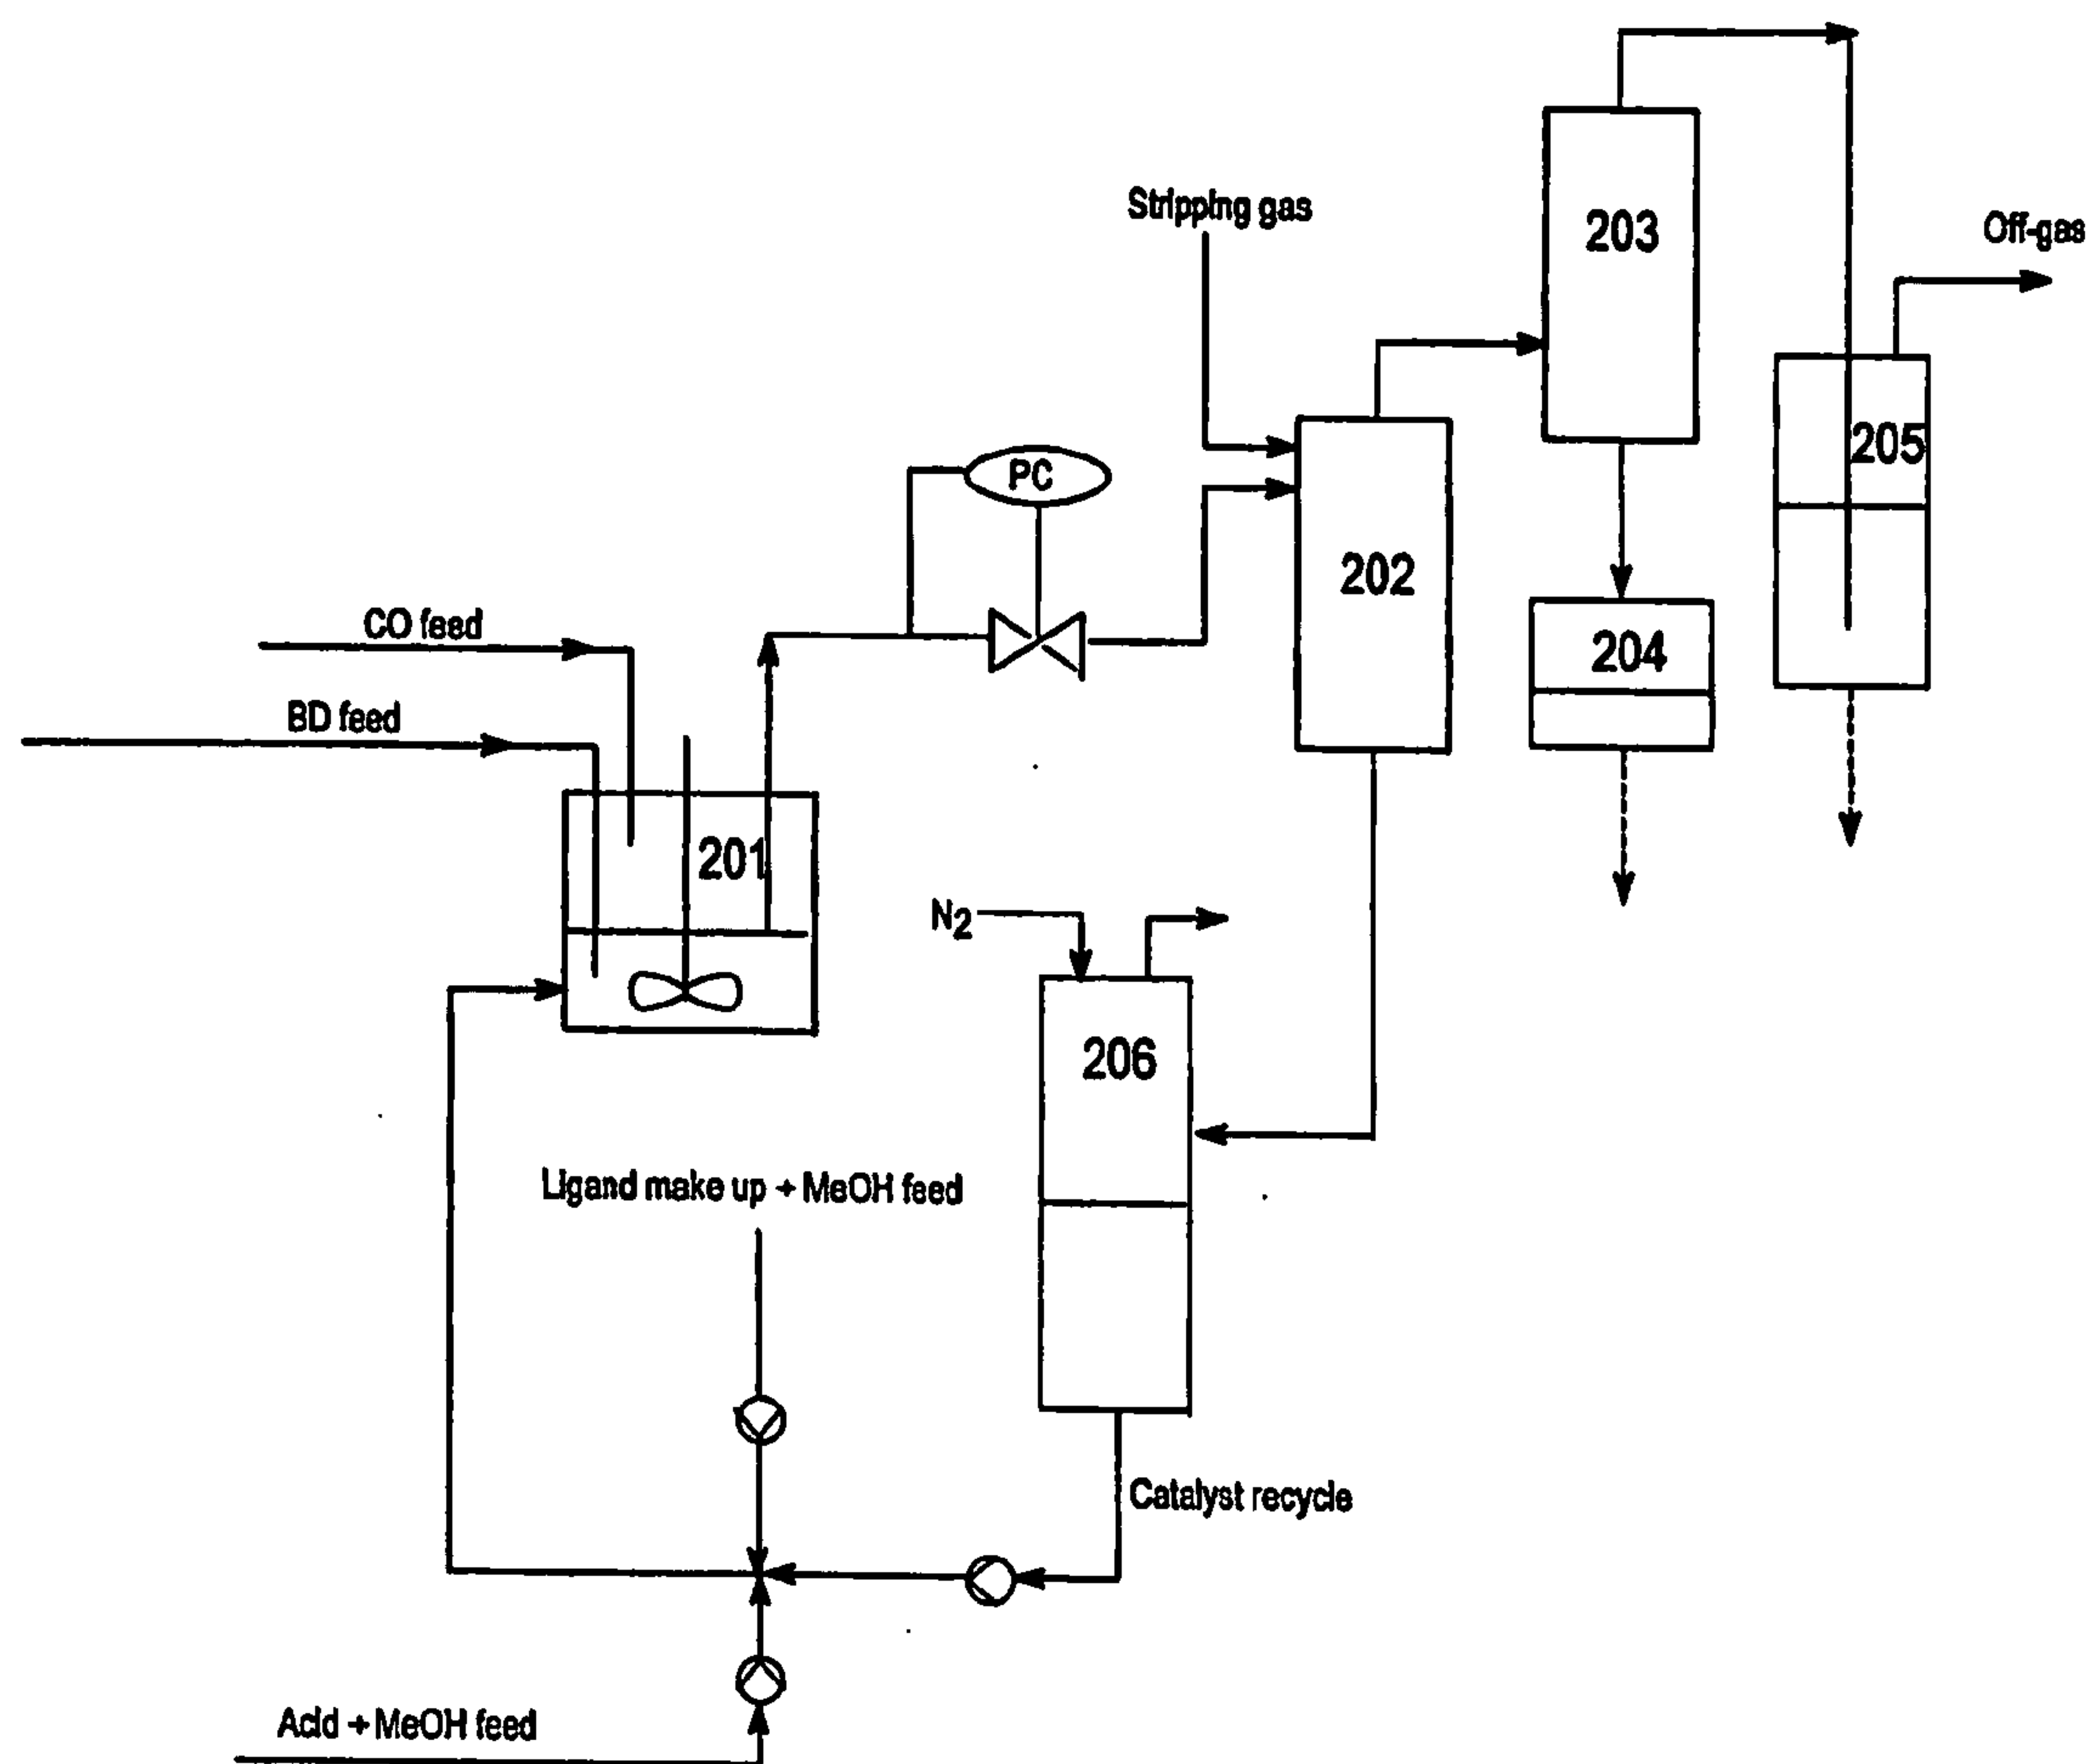 203
Stripping gas
Off-gas
205
PC
202
CO feed
204
BD feed
201
N2
206
Ligand make up + MeOH feed
Catalyst recycle
Acid + MeOH feed